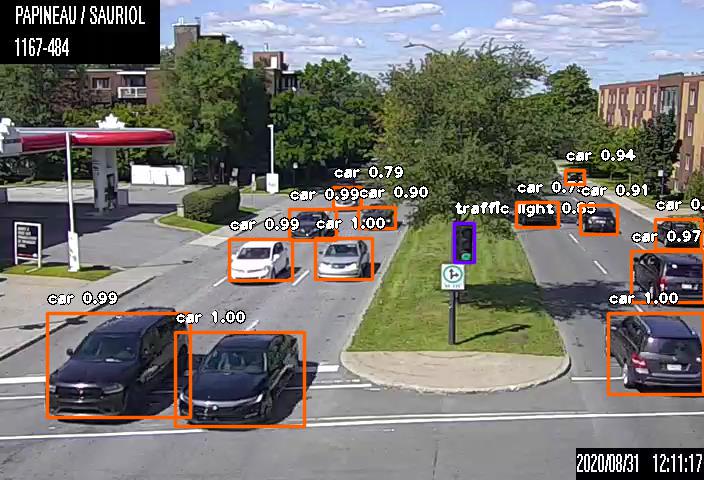 PAPINEAU / SAURIOL
1167-484
car 0.94
car 0.79
car 0.99
car 0.90
car 0.91
traffic light
car 0.99
car 1.00
car 0.97
car 0.99
car 1.00
car 1.00
2020/08/31 12:11:17